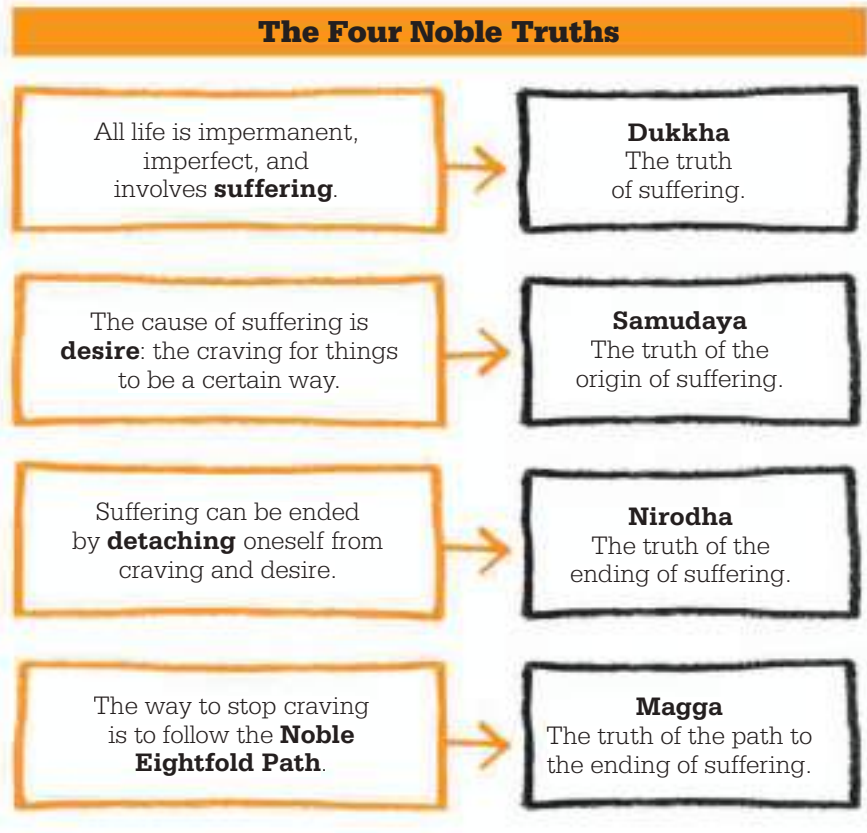 The Four Noble Truths
All life is impermanent,
imperfect, and
involves suffering.
Dukkha
The truth
of suffering.
The cause of suffering is
desire: the craving for things
to be a certain way.
Samudaya
The truth of the
origin of suffering.
Suffering can be ended
by detaching oneself from
craving and desire.
Nirodha
The truth of the
ending of suffering.
The way to stop craving
is to follow the Noble
Eightfold Path.
Magga
The truth of the path to
the ending of suffering.